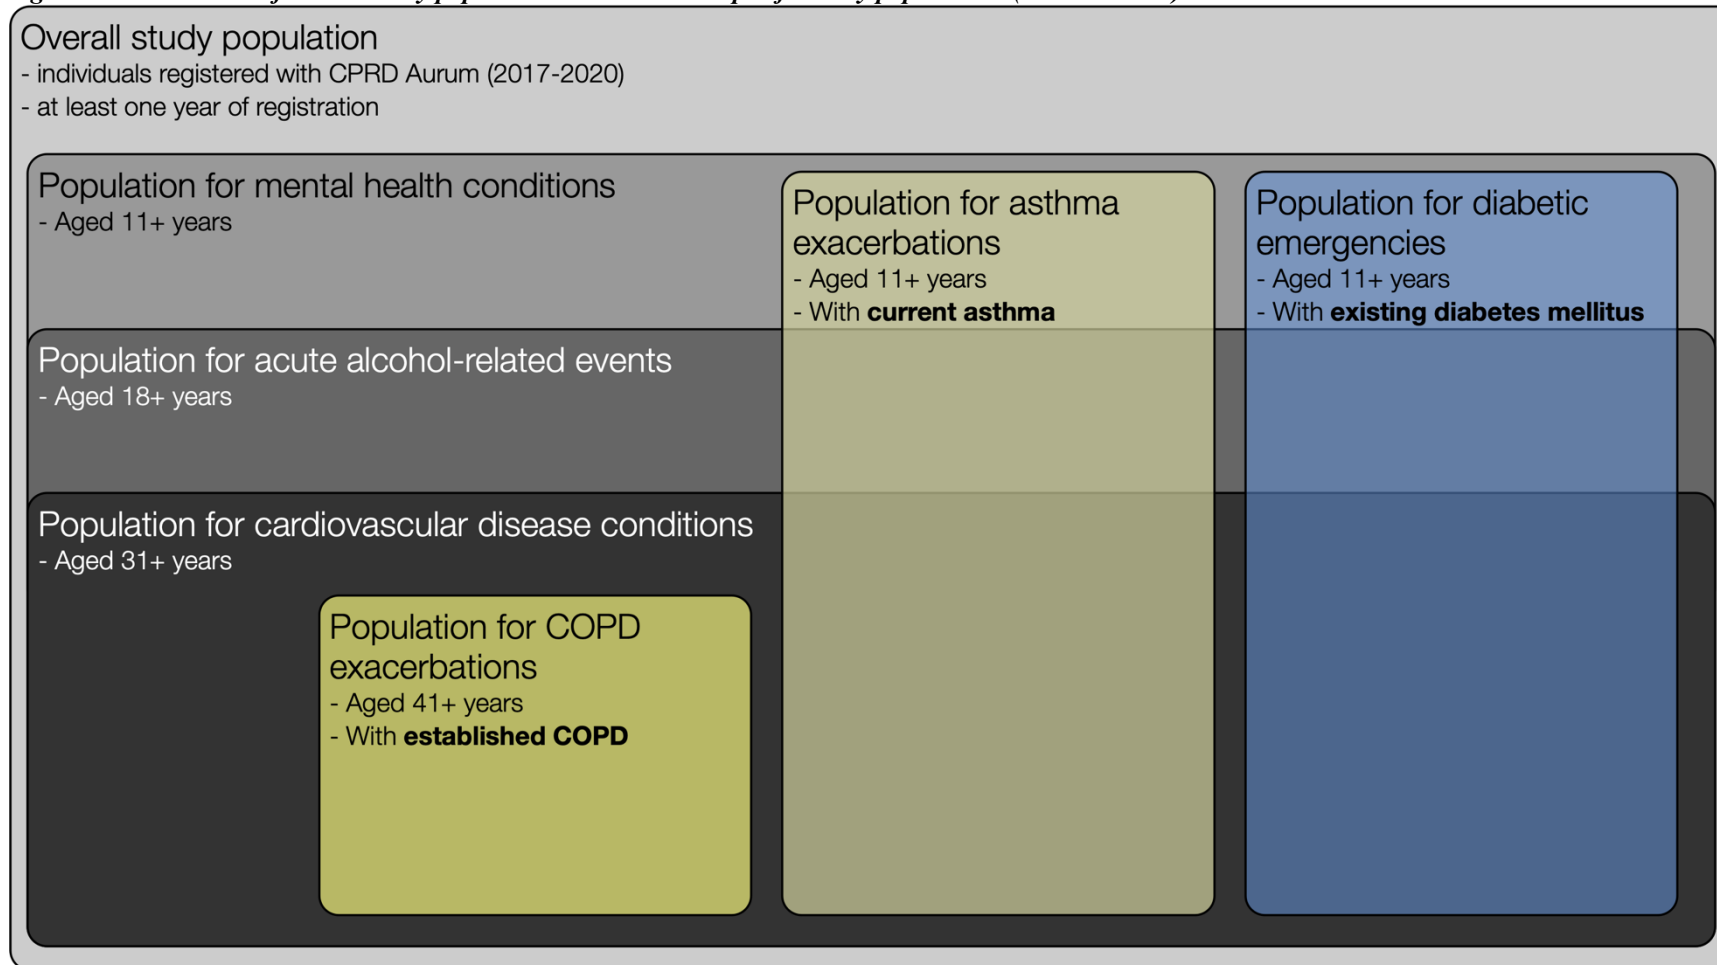 Overall study population
- individuals registered with CPRD Aurum (2017-2020)
- at least one year of registration
Population for mental health conditions
- Aged 11+ years
Population for asthma
exacerbations
- Aged 11+ years
- With current asthma
Population for diabetic
emergencies
- Aged 11+ years
- With existing diabetes mellitus
Population for acute alcohol-related events
- Aged 18+ years
Population for cardiovascular disease conditions
- Aged 31+ years
Population for COPD
exacerbations
- Aged 41+ years
- With established COPD